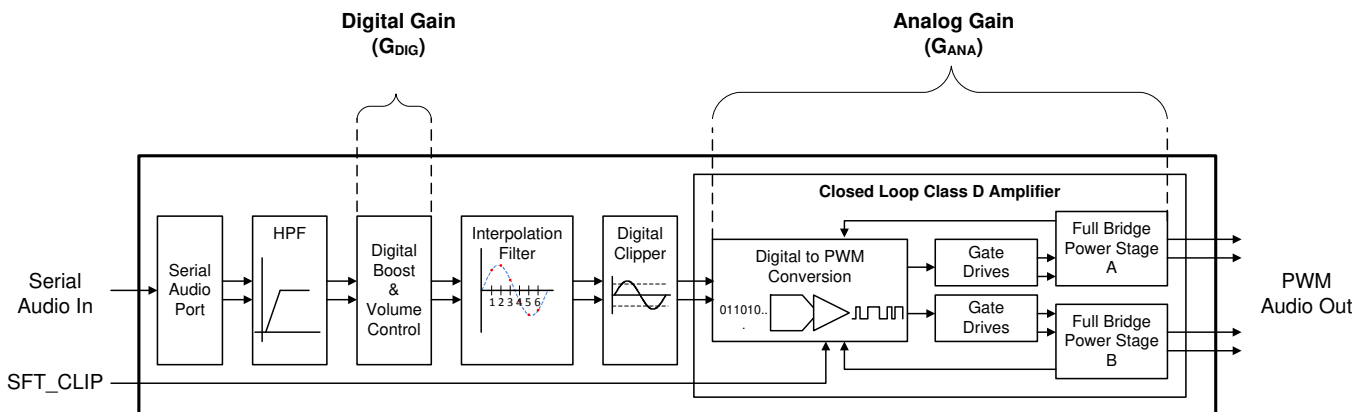 Digital Gain
(GDIG)
Analog Gain
(GANA)
Closed Loop Class D Amplifier
Serial
Audio In
Serial
Audio
Port
HPF
Digital
Boost
&
Volume
Control
Interpolation
Filter
1 2 3 4 5 6
Digital
Clipper
Digital to PWM
Conversion
011010..
.
Gate
Drives
Gate
Drives
Full Bridge
Power Stage
A
Full Bridge
Power Stage
B
PWM
Audio Out
SFT_CLIP